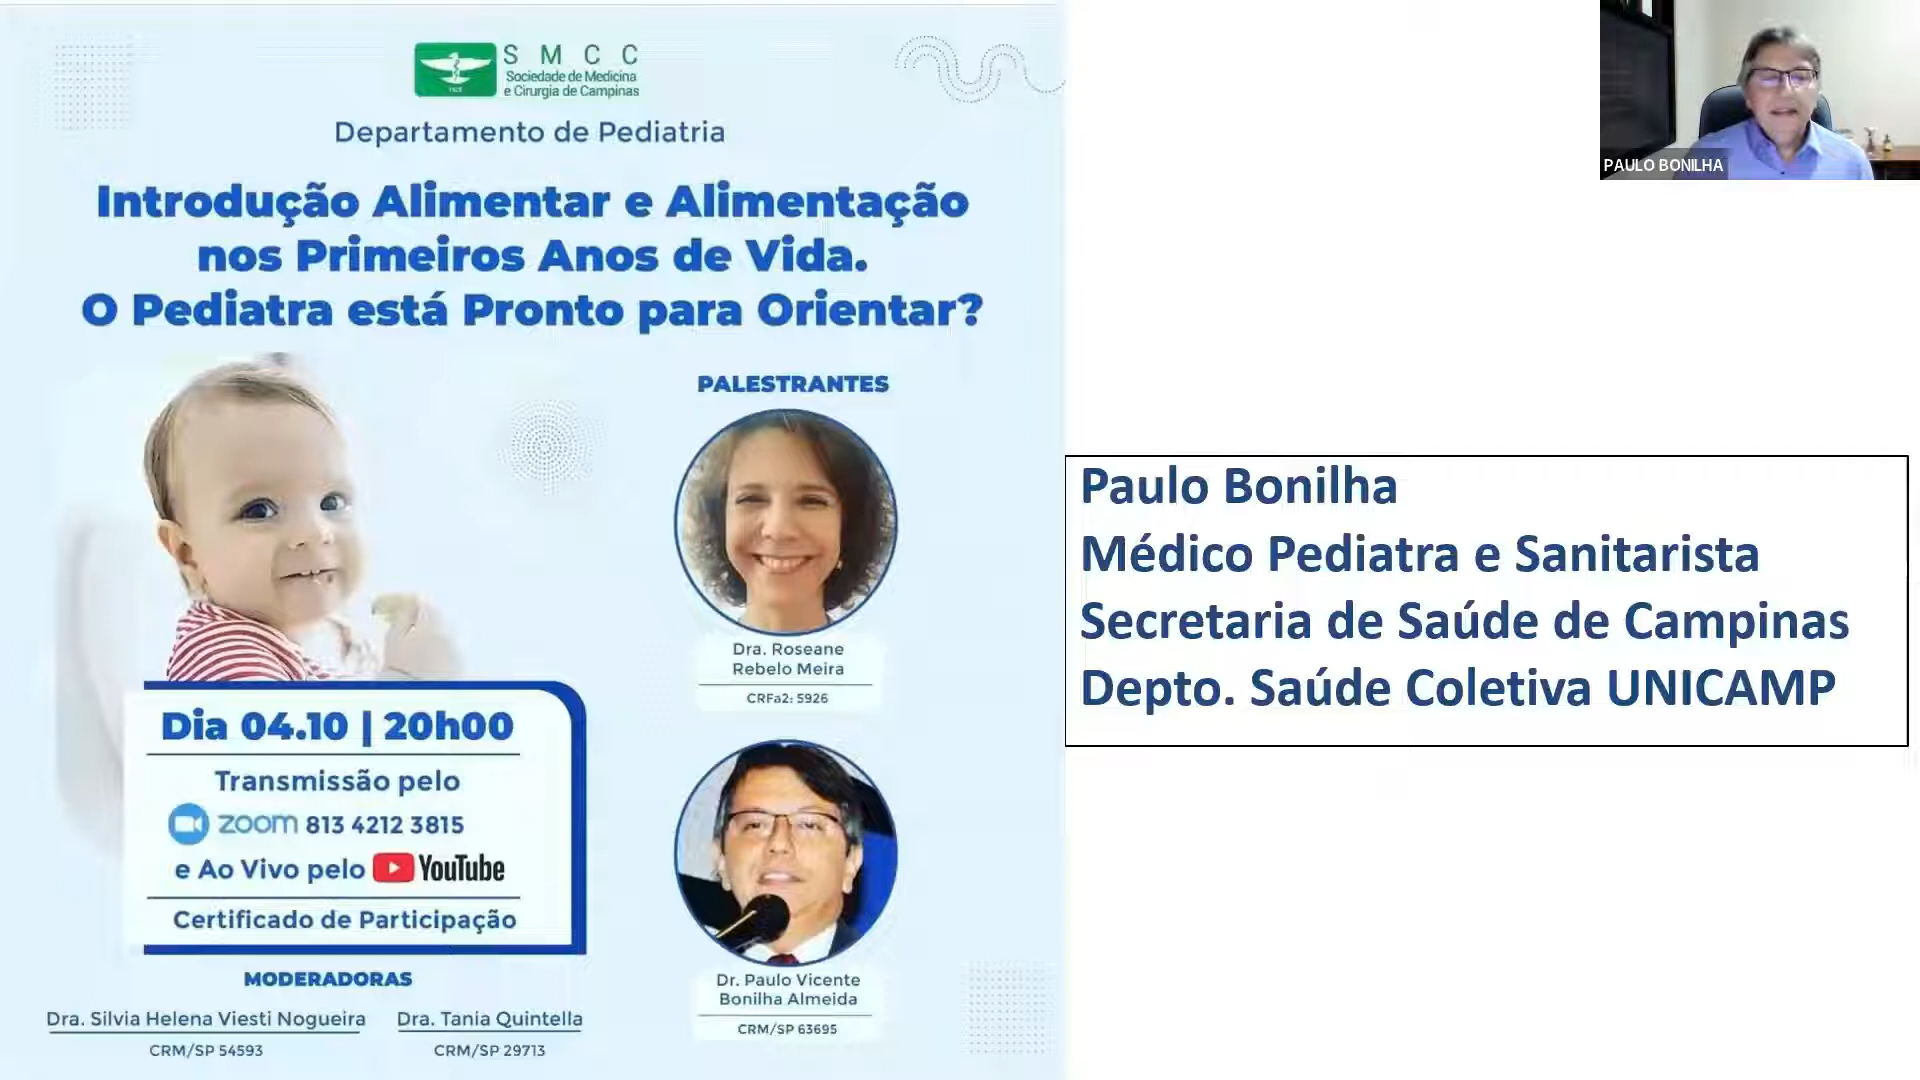 S M C C
Sociedade de Medicina
e Cirurgia de Campinas
Departamento de Pediatria
Introdução Alimentar e Alimentação
nos Primeiros Anos de Vida.
O Pediatra está Pronto para Orientar?
PALESTRANTES
Dra. Roseane
Rebelo Meira
CRFa2: 5926
Dr. Paulo Vicente
Bonilha Almeida
CRM/SP 63695
Dia 04.10 | 20h00
Transmissão pelo
zoom 813 4212 3815
e Ao Vivo pelo YouTube
Certificado de Participação
MODERADORAS
Dra. Silvia Helena Viesti Nogueira
CRM/SP 54593
Dra. Tania Quintella
CRM/SP 29713
PAULO BONILHA
Paulo Bonilha
Médico Pediatra e Sanitarista
Secretaria de Saúde de Campinas
Depto. Saúde Coletiva UNICAMP